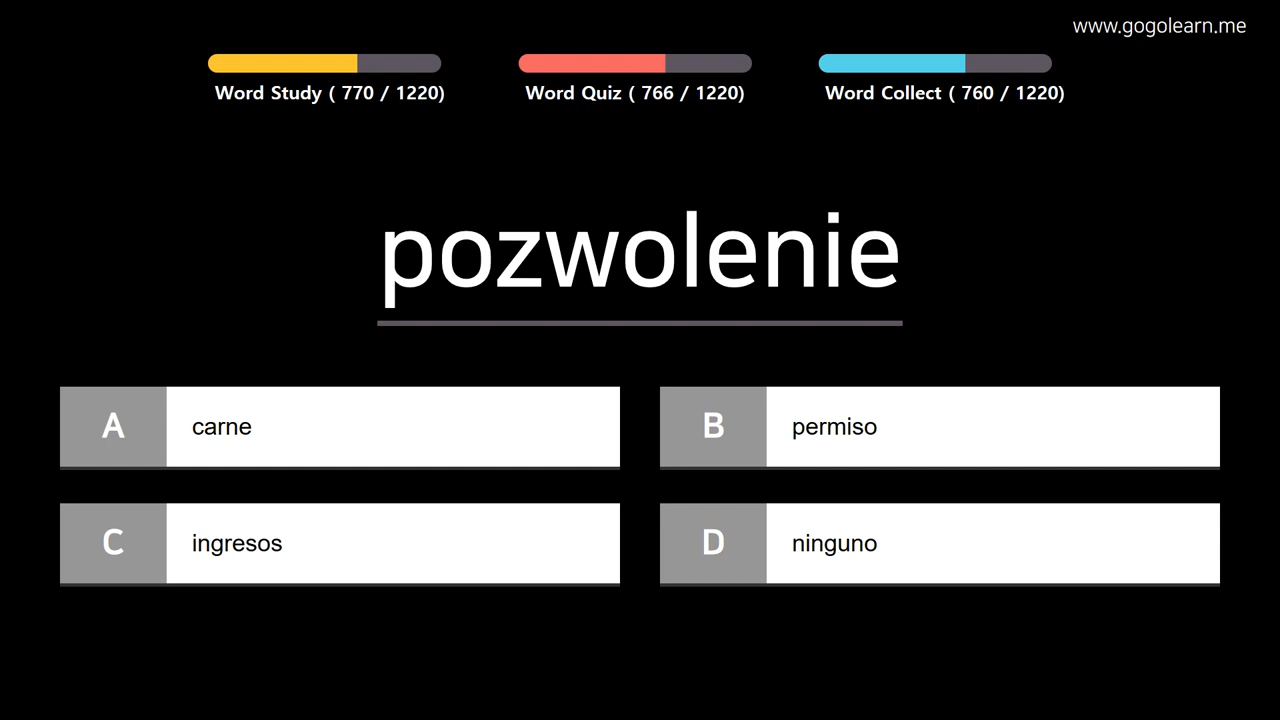 www.gogolearn.me
Word Study ( 770 / 1220)
Word Quiz ( 766 / 1220)
Word Collect ( 760 / 1220)
pozwolenie
A
carne
B
permiso
C
ingresos
D
ninguno